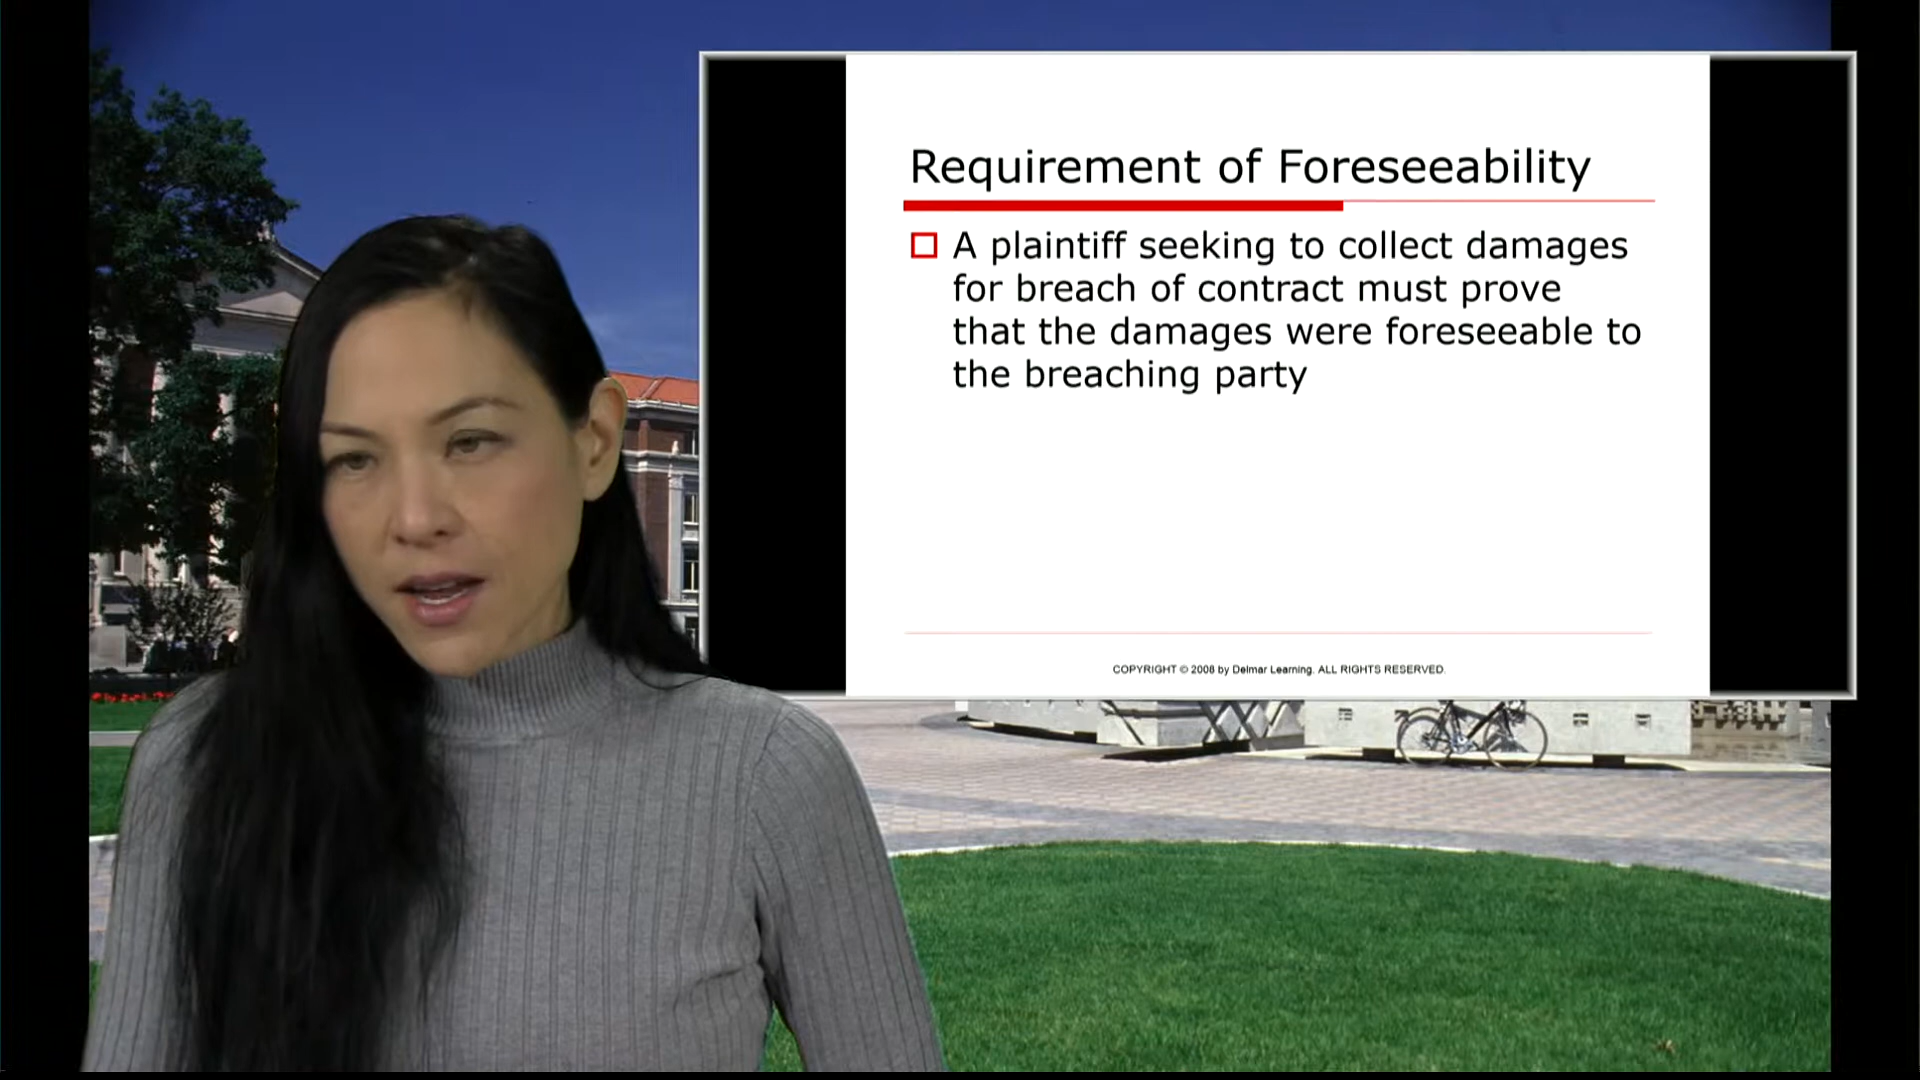 Requirement of Foreseeability
A plaintiff seeking to collect damages
for breach of contract must prove
that the damages were foreseeable to
the breaching party
COPYRIGHT © 2008 by Delmar Learning. ALL RIGHTS RESERVED.